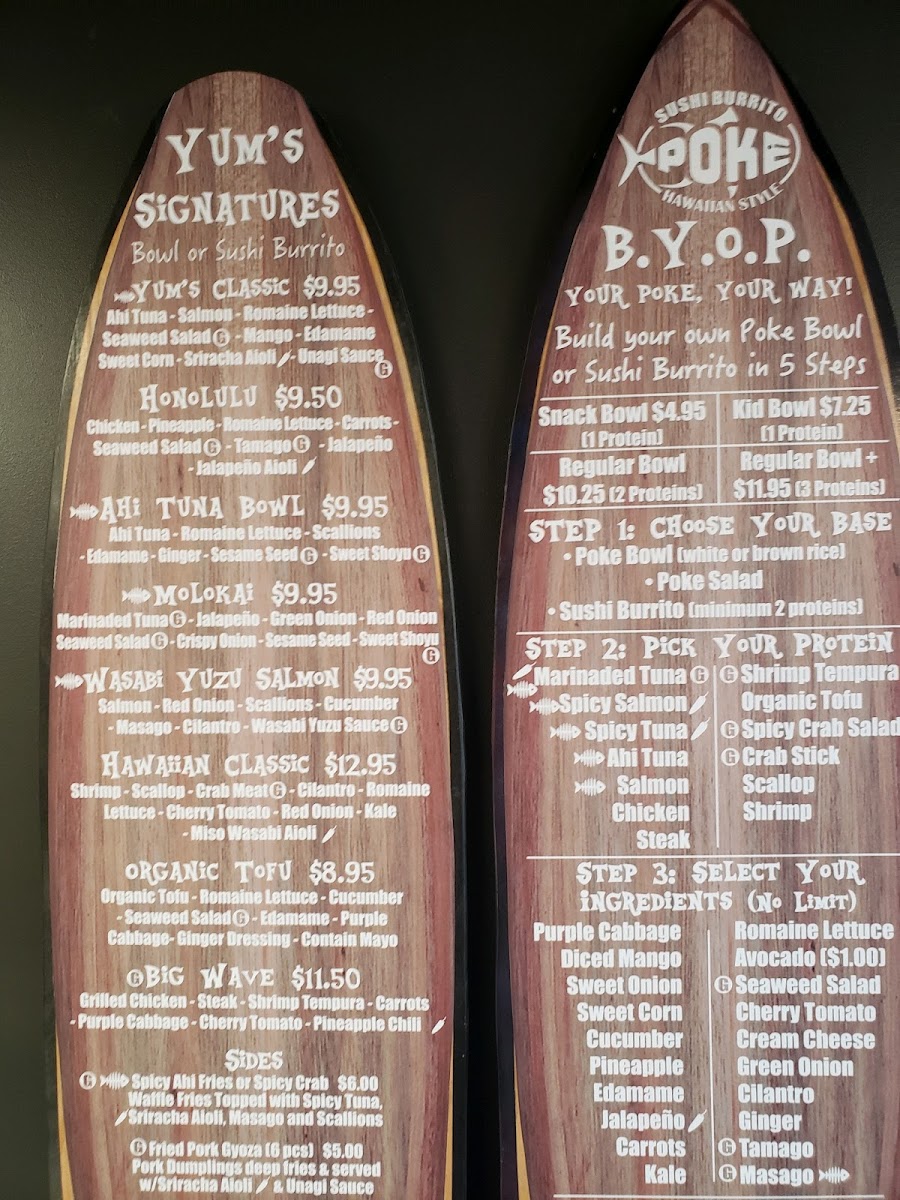 YUM'S
SIGNATURES
Bowl or Sushi Burrito
YUM'S CLASSIC $9.95
Ahi Tuna - Salmon - Romaine Lettuce -
Seaweed Salad G - Mango - Edamame
Sweet Corn - Sriracha Aioli - Unagi Sauce
G
HONOLULU $9.50
Chicken - Pineapple - Romaine Lettuce - Carrots -
Seaweed Salad G - Tamago G - Jalapeño
- Jalapeño Aioli
AHI TUNA BOWL $9.95
Ahi Tuna - Romaine Lettuce - Scallions
- Edamame - Ginger - Sesame Seed G - Sweet Shoyu G
MOLOKAI $9.95
Marinaded Tuna G - Jalapeño - Green Onion - Red Onion
Seaweed Salad G - Crispy Onion - Sesame Seed - Sweet Shoyu
G
WASABI YUZU SALMON $9.95
Salmon - Red Onion - Scallions - Cucumber
- Masago - Cilantro - Wasabi Yuzu Sauce G
HAWAIIAN CLASSIC $12.95
Shrimp - Scallop - Crab Meat G - Cilantro - Romaine
Lettuce - Cherry Tomato - Red Onion - Kale
- Miso Wasabi Aioli
ORGANIC TOFU $8.95
Organic Tofu - Romaine Lettuce - Cucumber
- Seaweed Salad G - Edamame - Purple
Cabbage- Ginger Dressing - Contain Mayo
G BIG WAVE $11.50
Grilled Chicken - Steak - Shrimp Tempura - Carrots
- Purple Cabbage - Cherry Tomato - Pineapple Chili
SIDES
G Spicy Ahi Fries or Spicy Crab $6.00
Waffle Fries Topped with Spicy Tuna,
Sriracha Aioli, Masago and Scallions
G Fried Pork Gyoza (6 pcs) $5.00
Pork Dumplings deep fries & served
w/Sriracha Aioli & Unagi Sauce
SUSHI BURRITO
POKE
HAWAIIAN STYLE
B.Y.O.P.
YOUR POKE, YOUR WAY!
Build your own Poke Bowl
or Sushi Burrito in 5 Steps
Snack Bowl $4.95
(1 Protein)
Kid Bowl $7.25
(1 Protein)
Regular Bowl
$10.25 (2 Proteins)
Regular Bowl +
$11.95 (3 Proteins)
STEP 1: CHOOSE YOUR BASE
• Poke Bowl (white or brown rice)
• Poke Salad
• Sushi Burrito (minimum 2 proteins)
STEP 2: PICK YOUR PROTEIN
Marinaded Tuna G
Spicy Salmon
Spicy Tuna
Ahi Tuna
Salmon
Chicken
Steak
G Shrimp Tempura
Organic Tofu
G Spicy Crab Salad
G Crab Stick
Scallop
Shrimp
STEP 3: SELECT YOUR
INGREDIENTS (NO LIMIT)
Purple Cabbage
Diced Mango
Sweet Onion
Sweet Corn
Cucumber
Pineapple
Edamame
Jalapeño
Carrots
Kale
Romaine Lettuce
Avocado ($1.00)
G Seaweed Salad
Cherry Tomato
Cream Cheese
Green Onion
Cilantro
Ginger
G Tamago
G Masago